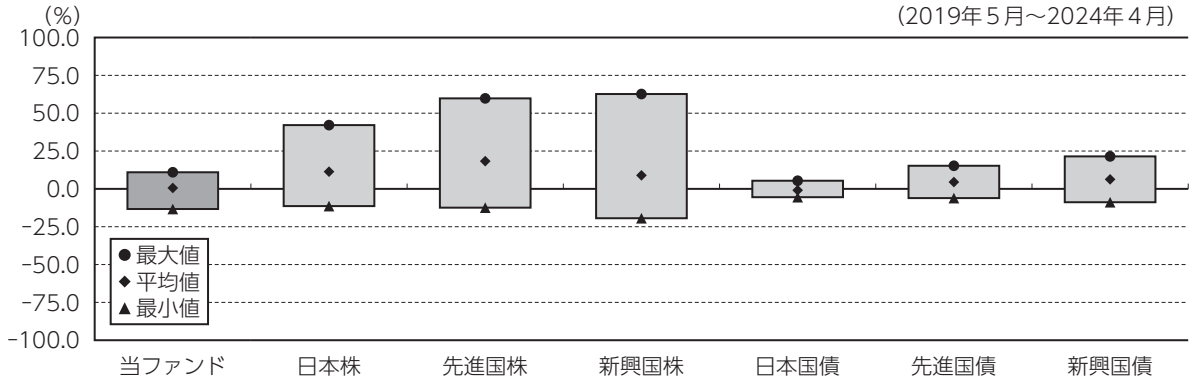 (%)
(2019年5月～2024年4月)
100.0
75.0
50.0
25.0
0.0
-25.0
-50.0
-75.0
-100.0
●最大値
◆平均値
▲最小値
当ファンド 日本株 先進国株 新興国株 日本国債 先進国債 新興国債